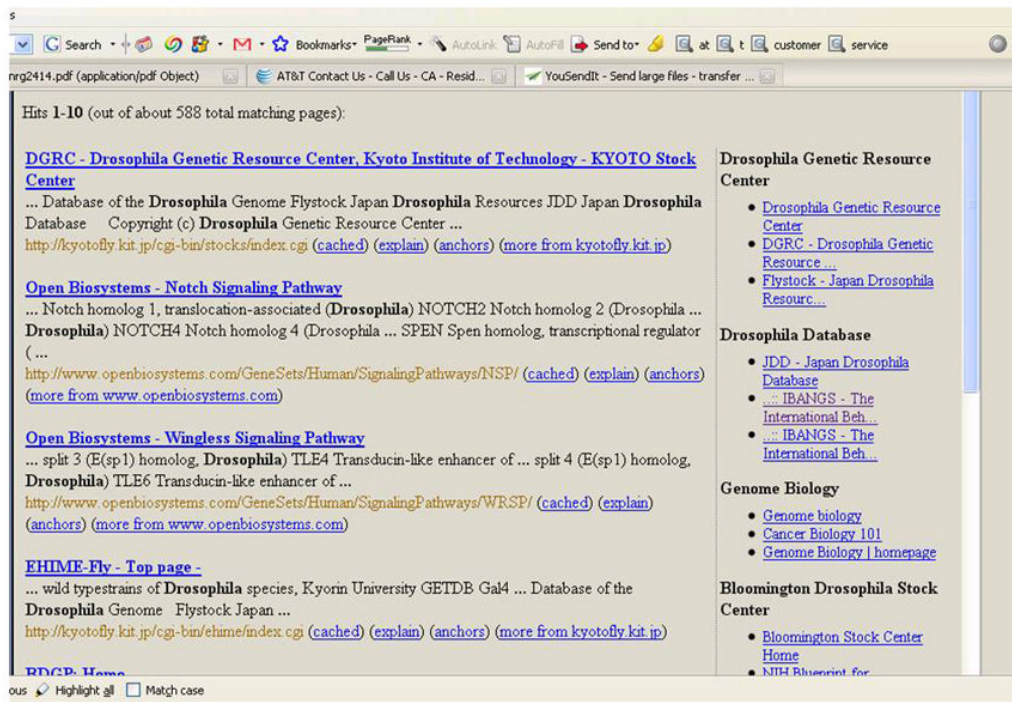 s
Search Bookmarks PageRank AutoLink AutoFill Send to at t customer service
nrg2414.pdf (application/pdf Object) AT&T Contact Us - Call Us - CA - Resid... YouSendIt - Send large files - transfer ...
Hits 1-10 (out of about 588 total matching pages):
DGRC - Drosophila Genetic Resource Center, Kyoto Institute of Technology - KYOTO Stock
Center
... Database of the Drosophila Genome Flystock Japan Drosophila Resources JDD Japan Drosophila
Database Copyright (c) Drosophila Genetic Resource Center ...
http://kyotofly.kit.jp/cgi-bin/stocks/index.cgi (cached) (explain) (anchors) (more from kyotofly.kit.jp)
Open Biosystems - Notch Signaling Pathway
... Notch homolog 1, translocation-associated (Drosophila) NOTCH2 Notch homolog 2 (Drosophila ...
Drosophila) NOTCH4 Notch homolog 4 (Drosophila ... SPEN Spen homolog, transcriptional regulator
( ...
http://www.openbiosystems.com/GeneSets/Human/SignalingPathways/NSP/ (cached) (explain) (anchors)
(more from www.openbiosystems.com)
Open Biosystems - Wingless Signaling Pathway
... split 3 (E(sp1) homolog, Drosophila) TLE4 Transducin-like enhancer of ... split 4 (E(sp1) homolog,
Drosophila) TLE6 Transducin-like enhancer of ...
http://www.openbiosystems.com/GeneSets/Human/SignalingPathways/WRSP/ (cached) (explain)
(anchors) (more from www.openbiosystems.com)
EHIME-Fly - Top page -
... wild typestrains of Drosophila species, Kyorin University GETDB Gal4 ... Database of the
Drosophila Genome Flystock Japan ...
http://kyotofly.kit.jp/cgi-bin/ehime/index.cgi (cached) (explain) (anchors) (more from kyotofly.kit.jp)
BDGP: Home
Drosophila Genetic Resource
Center
Drosophila Genetic Resource
Center
DGRC - Drosophila Genetic
Resource ...
Flystock - Japan Drosophila
Resourc...
Drosophila Database
JDD - Japan Drosophila
Database
..:: IBANGS - The
International Beh...
..:: IBANGS - The
International Beh...
Genome Biology
Genome biology
Cancer Biology 101
Genome Biology | homepage
Bloomington Drosophila Stock
Center
Bloomington Stock Center
Home
NIH Blueprint for
ous Highlight all Match case